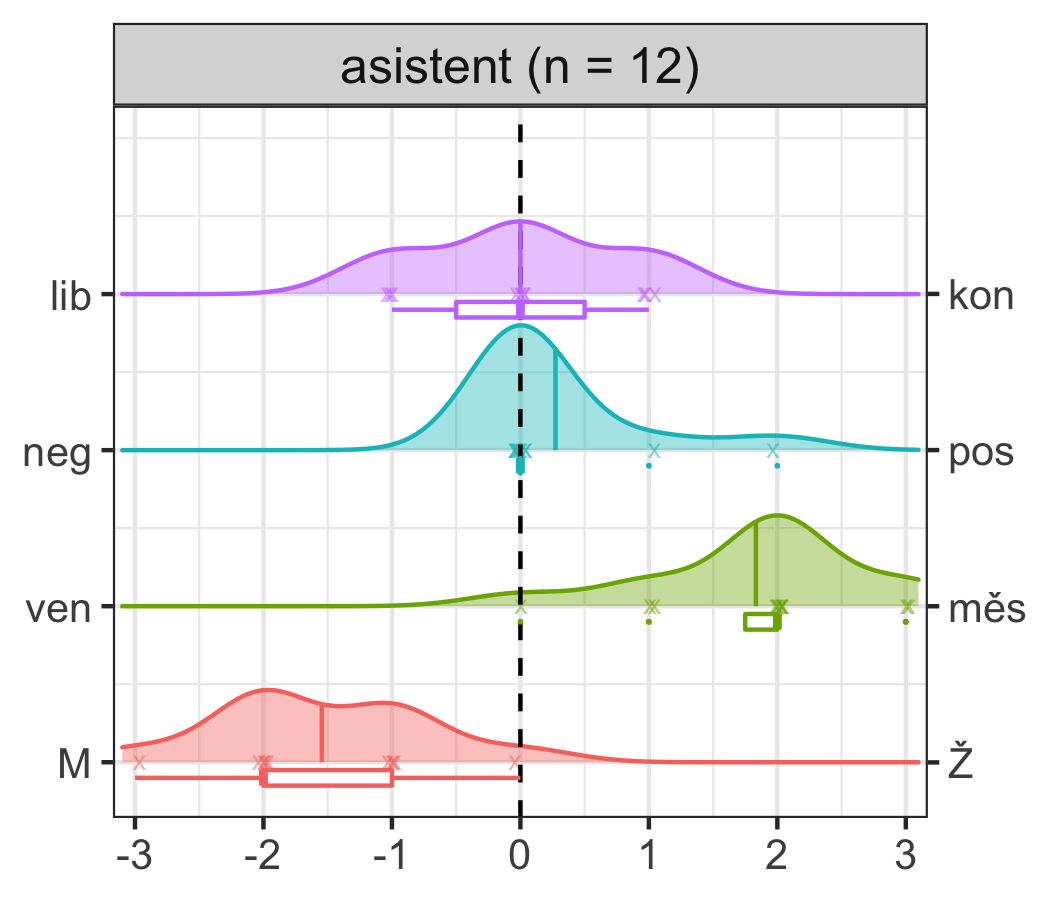 asistent (n = 12)
lib kon
neg pos
ven měs
M Ž
-3 -2 -1 0 1 2 3